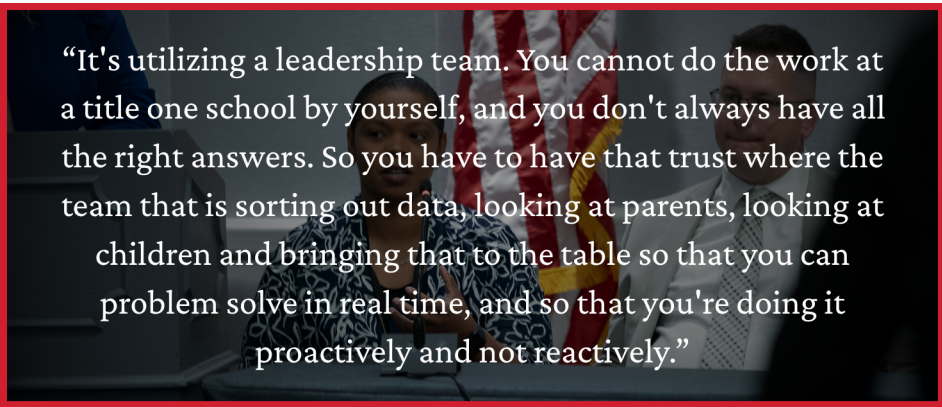 “It's utilizing a leadership team. You cannot do the work at
a title one school by yourself, and you don't always have all
the right answers. So you have to have that trust where the
team that is sorting out data, looking at parents, looking at
children and bringing that to the table so that you can
problem solve in real time, and so that you're doing it
proactively and not reactively.”